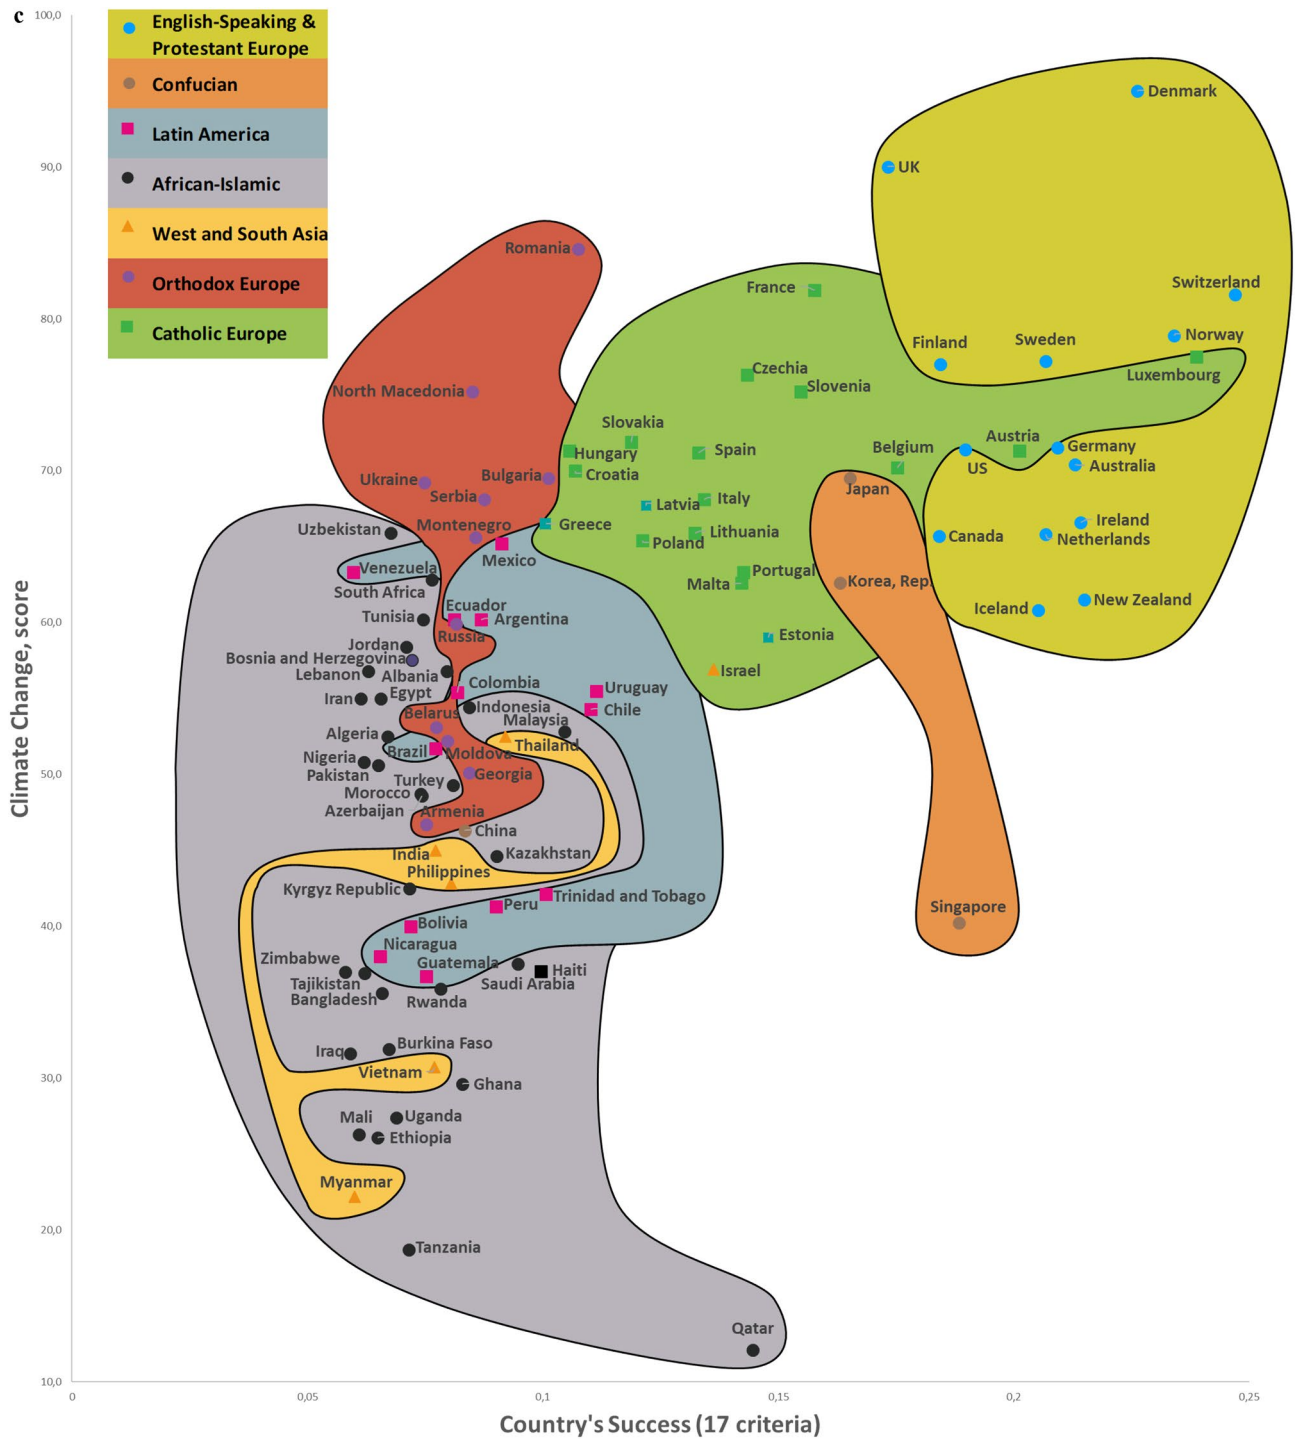 c
100,0
English-Speaking &
Protestant Europe
Confucian
Latin America
African-Islamic
West and South Asia
Orthodox Europe
Catholic Europe
90,0
80,0
70,0
60,0
50,0
40,0
30,0
20,0
10,0
Climate Change, score
Denmark
UK
Romania
Switzerland
France
Norway
Finland
Sweden
Luxembourg
Czechia
Slovenia
North Macedonia
Slovakia
Hungary
Spain
Belgium
Austria
Germany
US
Australia
Croatia
Bulgaria
Ukraine
Serbia
Japan
Latvia
Italy
Greece
Montenegro
Uzbekistan
Mexico
Lithuania
Poland
Canada
Ireland
Netherlands
Venezuela
South Africa
Portugal
Malta
Korea, Rep.
Iceland
New Zealand
Ecuador
Argentina
Tunisia
Russia
Estonia
Jordan
Bosnia and Herzegovina
Lebanon
Albania
Israel
Iran
Egypt
Colombia
Uruguay
Indonesia
Chile
Belarus
Malaysia
Algeria
Brazil
Moldova
Thailand
Nigeria
Pakistan
Turkey
Georgia
Morocco
Azerbaijan
Armenia
China
India
Kazakhstan
Philippines
Kyrgyz Republic
Trinidad and Tobago
Peru
Singapore
Bolivia
Nicaragua
Zimbabwe
Guatemala
Haiti
Tajikistan
Saudi Arabia
Bangladesh
Rwanda
Iraq
Burkina Faso
Vietnam
Ghana
Mali
Uganda
Ethiopia
Myanmar
Tanzania
Qatar
0
0,05
0,1
0,15
0,2
0,25
Country's Success (17 criteria)